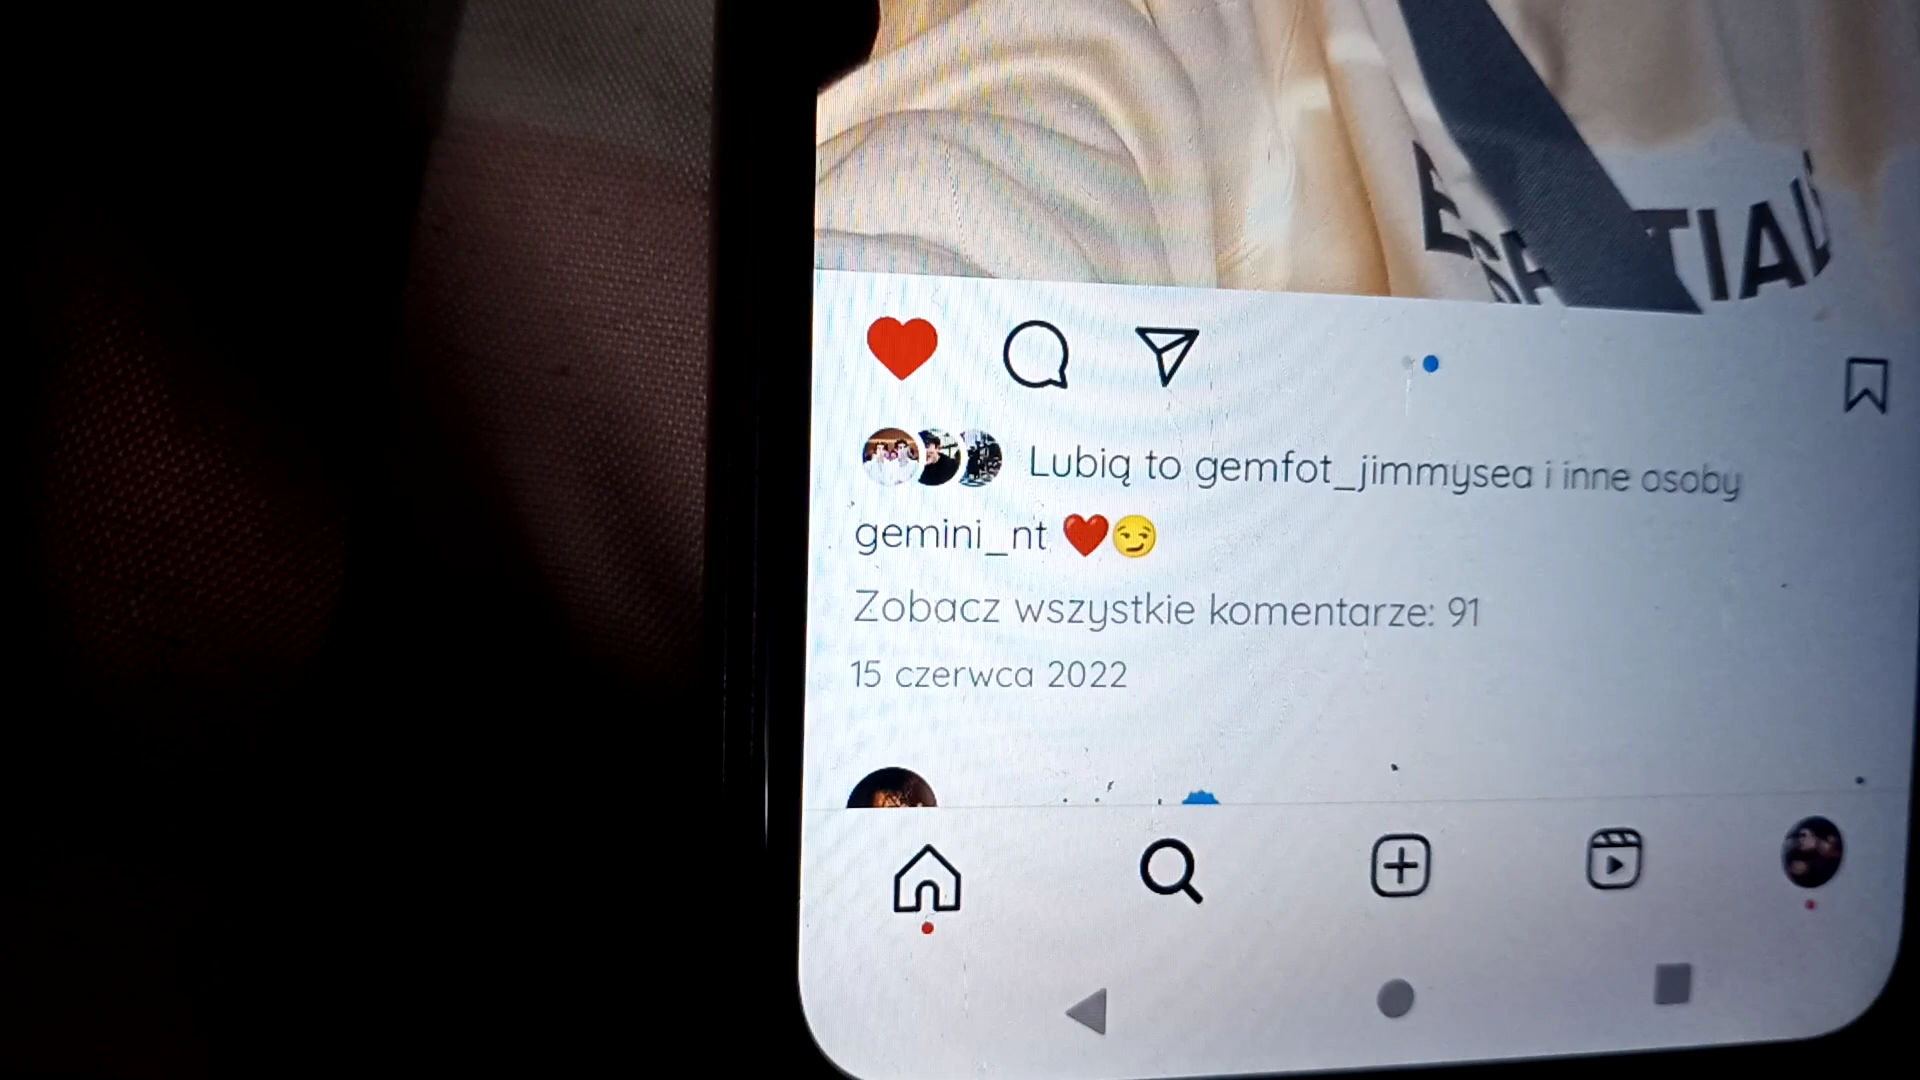 Lubią to gemfot_jimmysea i inne osoby
gemini_nt ❤️😏
Zobacz wszystkie komentarze: 91
15 czerwca 2022